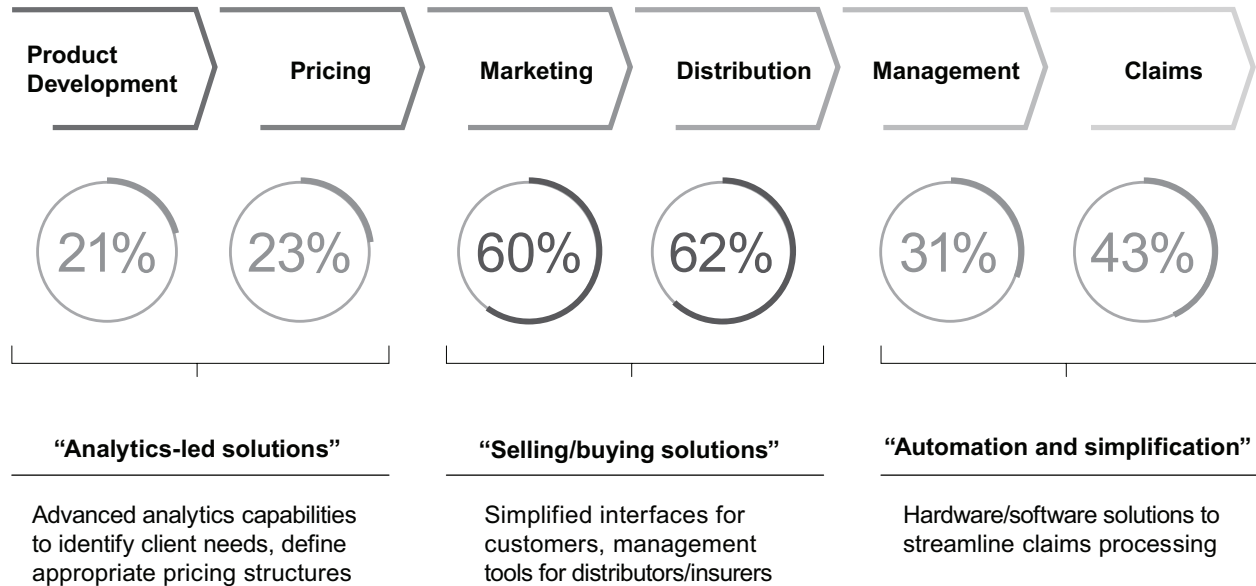 Product
Development
Pricing
Marketing
Distribution
Management
Claims
21%
23%
60%
62%
31%
43%
“Analytics-led solutions”
Advanced analytics capabilities
to identify client needs, define
appropriate pricing structures
“Selling/buying solutions”
Simplified interfaces for
customers, management
tools for distributors/insurers
“Automation and simplification”
Hardware/software solutions to
streamline claims processing